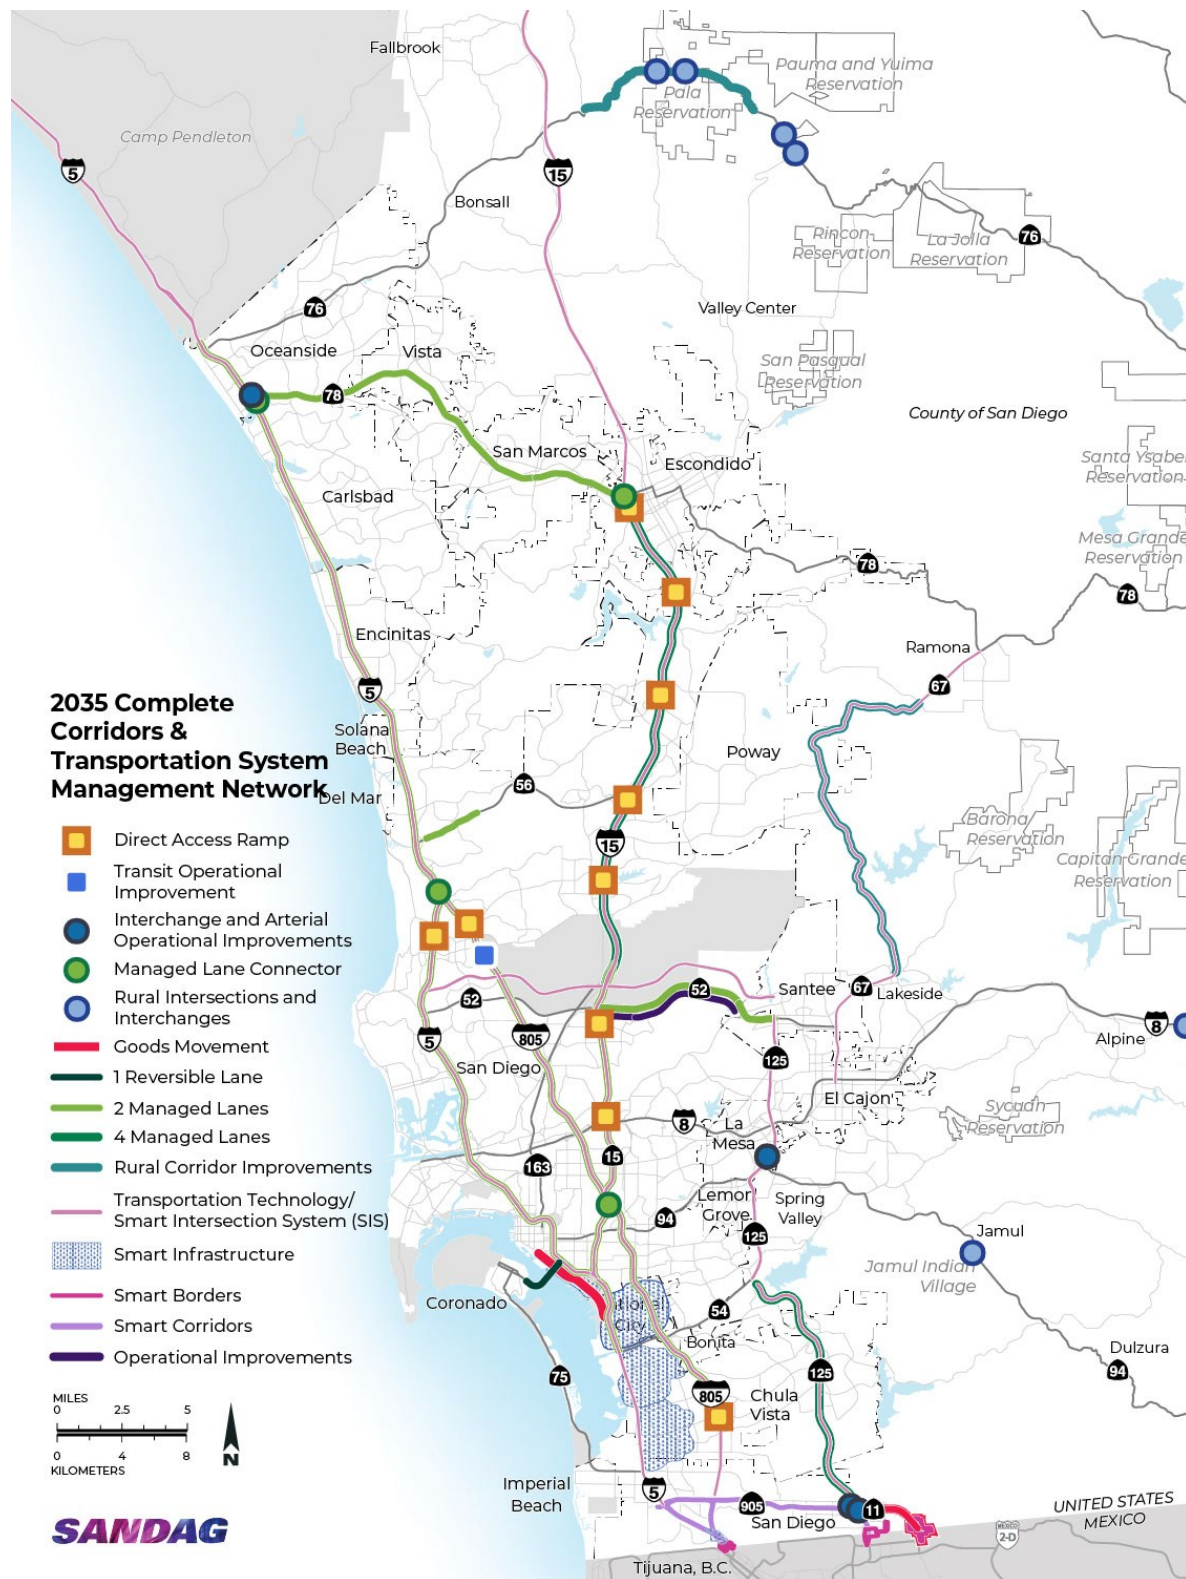 Fallbrook
Pauma and Yuima
Reservation
Pala
Reservation
Camp Pendleton
5
15
Bonsall
Rincon
Reservation
La Jolla
Reservation
76
76
Valley Center
Oceanside
Vista
San Pasqual
Reservation
78
County of San Diego
San Marcos
Escondido
Santa Ysabel
Reservation
Carlsbad
Mesa Grande
Reservation
78
78
Encinitas
Ramona
67
5
2035 Complete
Corridors &
Transportation System
Management Network
Solana
Beach
Del Mar
Poway
56
15
Barona
Reservation
Capitan Grande
Reservation
Direct Access Ramp
Transit Operational
Improvement
Interchange and Arterial
Operational Improvements
Managed Lane Connector
Rural Intersections and
Interchanges
Goods Movement
1 Reversible Lane
2 Managed Lanes
4 Managed Lanes
Rural Corridor Improvements
Transportation Technology/
Smart Intersection System (SIS)
Smart Infrastructure
Smart Borders
Smart Corridors
Operational Improvements
52
52
Santee
67
Lakeside
5
805
125
8
Alpine
San Diego
El Cajon
Sycuan
Reservation
8
La
Mesa
163
15
Lemon
Grove
Spring
Valley
94
125
Jamul
Jamul Indian
Village
Coronado
National
City
54
Bonita
Dulzura
94
75
125
805
Chula
Vista
MILES
0 2.5 5
0 4 8
KILOMETERS
N
Imperial
Beach
5
905
San Diego
11
UNITED STATES
MEXICO
MEXICO
2-D
Tijuana, B.C.
SANDAG